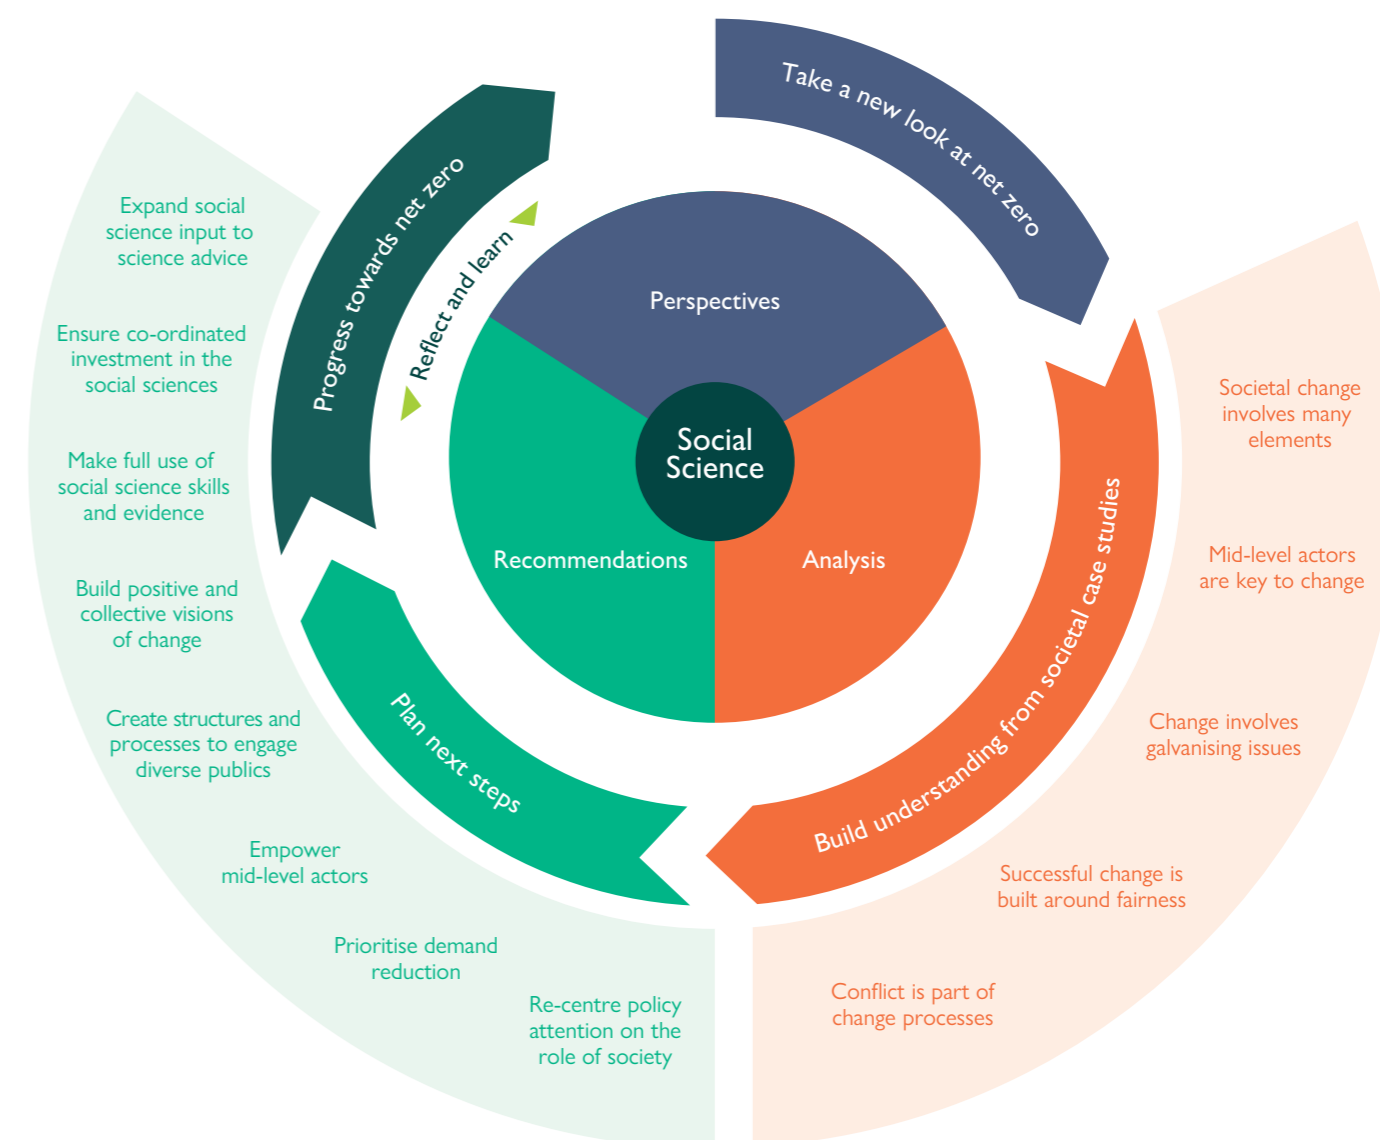 Take a new look at net zero
Perspectives
Social
Science
Recommendations
Analysis
Build understanding from societal case studies
Plan next steps
Progress towards net zero
Reflect and learn
Societal change
involves many
elements
Mid-level actors
are key to change
Change involves
galvanising issues
Successful change is
built around fairness
Conflict is part of
change processes
Re-centre policy
attention on the
role of society
Prioritise demand
reduction
Empower
mid-level actors
Create structures and
processes to engage
diverse publics
Build positive and
collective visions
of change
Make full use of
social science skills
and evidence
Ensure co-ordinated
investment in the
social sciences
Expand social
science input to
science advice